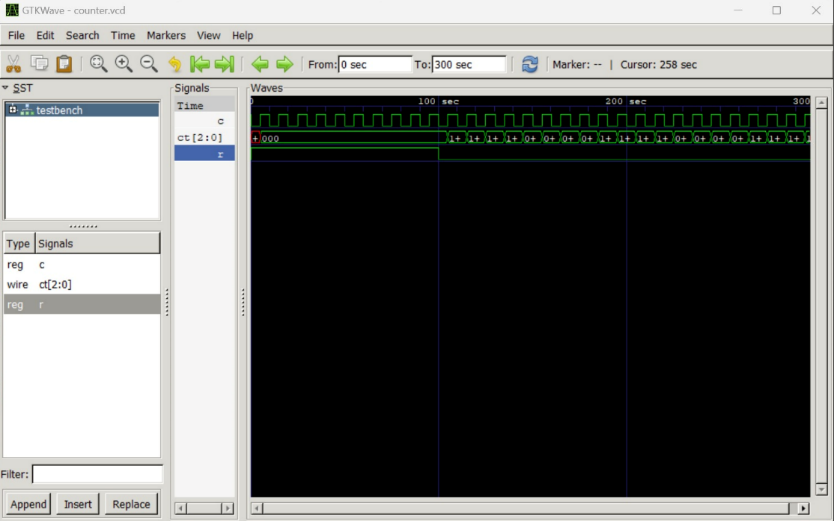 GTKWave - counter.vcd
File Edit Search Time Markers View Help
From: 0 sec To: 300 sec Marker: -- | Cursor: 258 sec
SST
testbench
Type Signals
reg c
wire ct[2:0]
reg r
Filter:
Append Insert Replace
Signals
Time
c
ct[2:0]
r
Waves
0 100 sec 200 sec 300
+ 000 1+ 1+ 1+ 1+ 0+ 0+ 0+ 0+ 1+ 1+ 1+ 1+ 0+ 0+ 0+ 0+ 1+ 1+ 1+ 1